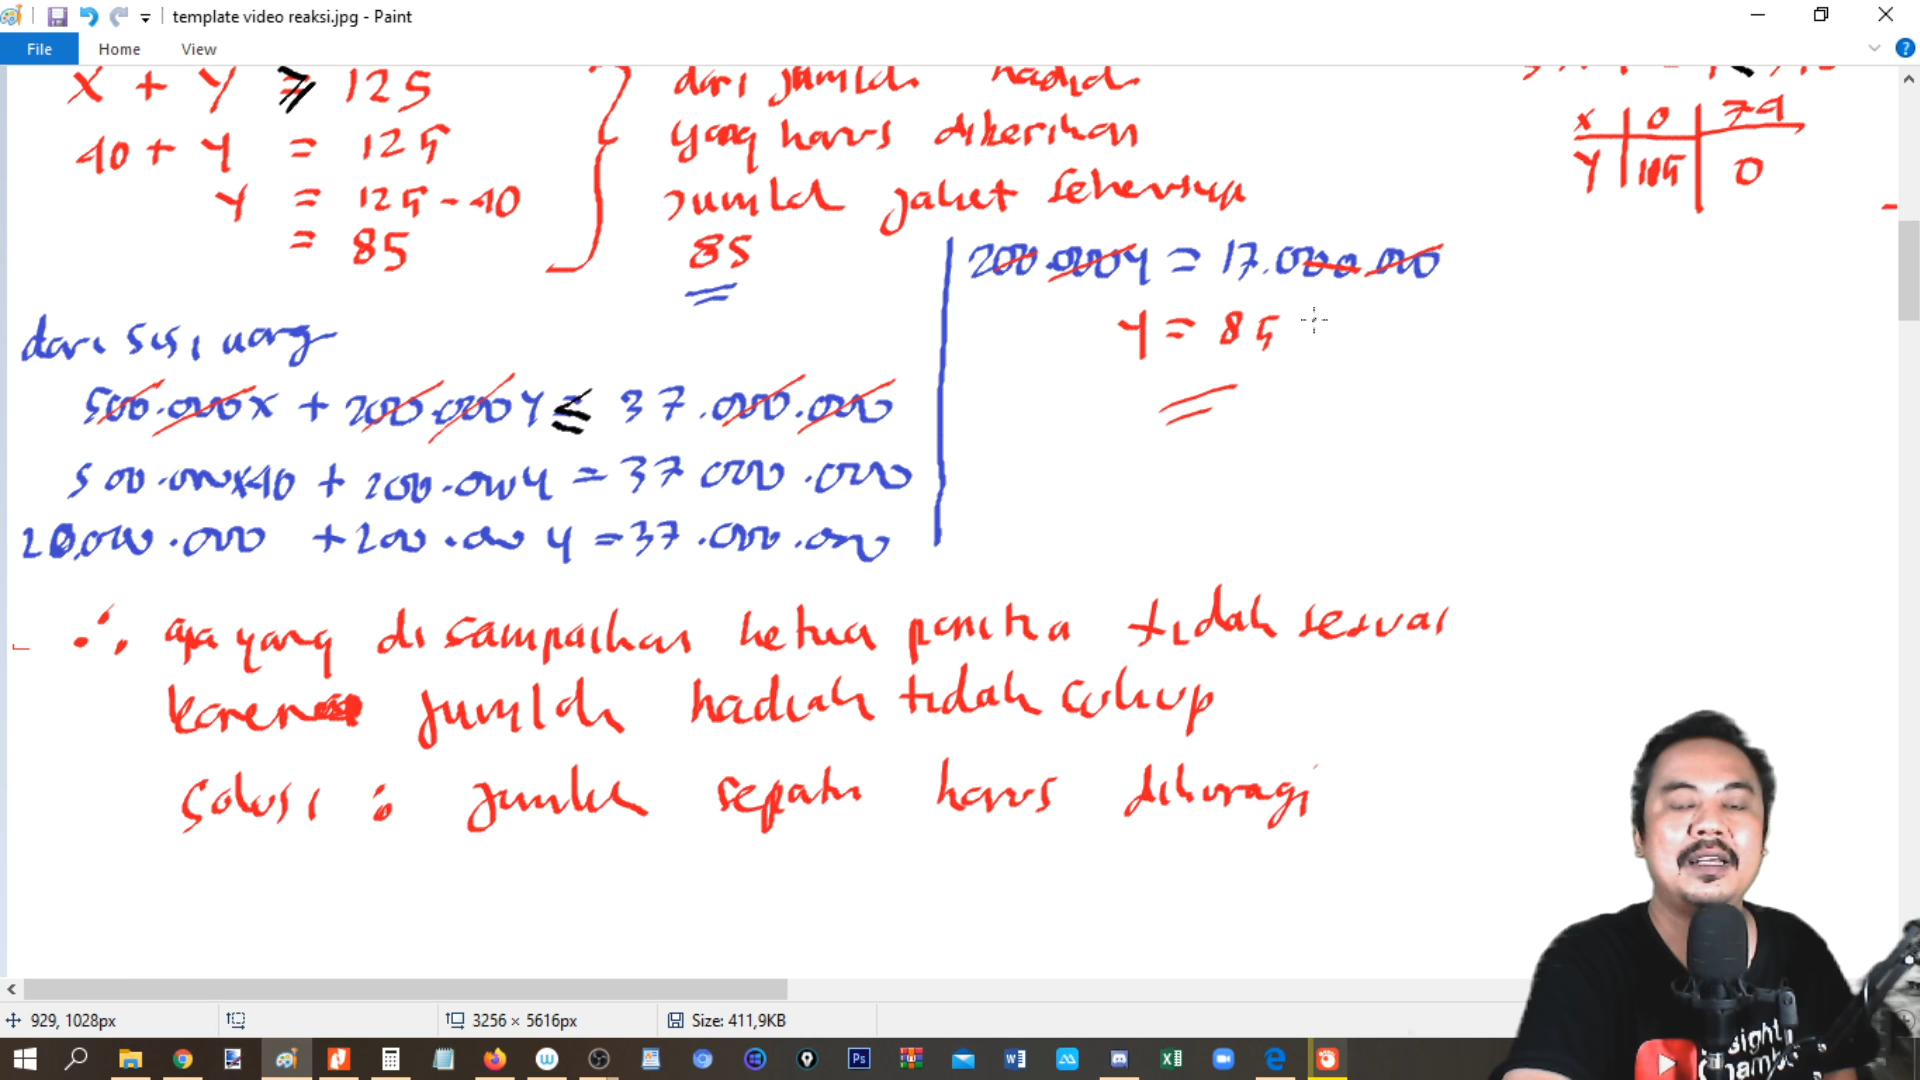 template video reaksi.jpg - Paint
File Home View
x + y ≥ 125
40 + y = 125
y = 125 - 40
= 85
dari jumlah hadiah
yang harus diberikan
jumlah jaket seharusnya
85
x 0 74
y 185 0
200.000y = 17.000.000
y = 85
dari sisi uang
500.000x + 200.000y ≤ 37.000.000
500.000x40 + 200.000y = 37 000.000
20.000.000 + 200.000 y = 37.000.000
∴ apa yang disampaikan ketua panitia tidak sesuai
karena jumlah hadiah tidak cukup
Solusi : jumlah sepatu harus dikurangi
929, 1028px
3256 × 5616px
Size: 411,9KB